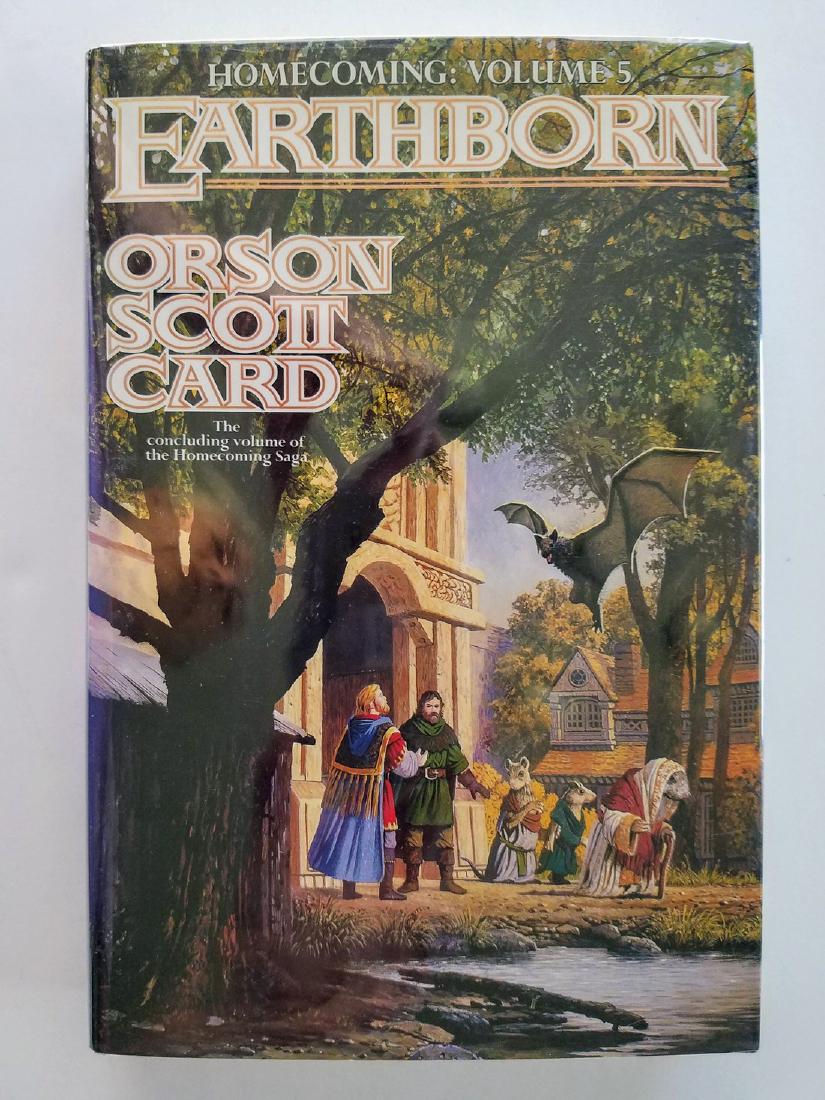 HOMECOMING: VOLUME 5
EARTHBORN
ORSON
SCOTT
CARD
The
concluding volume of
the Homecoming Saga